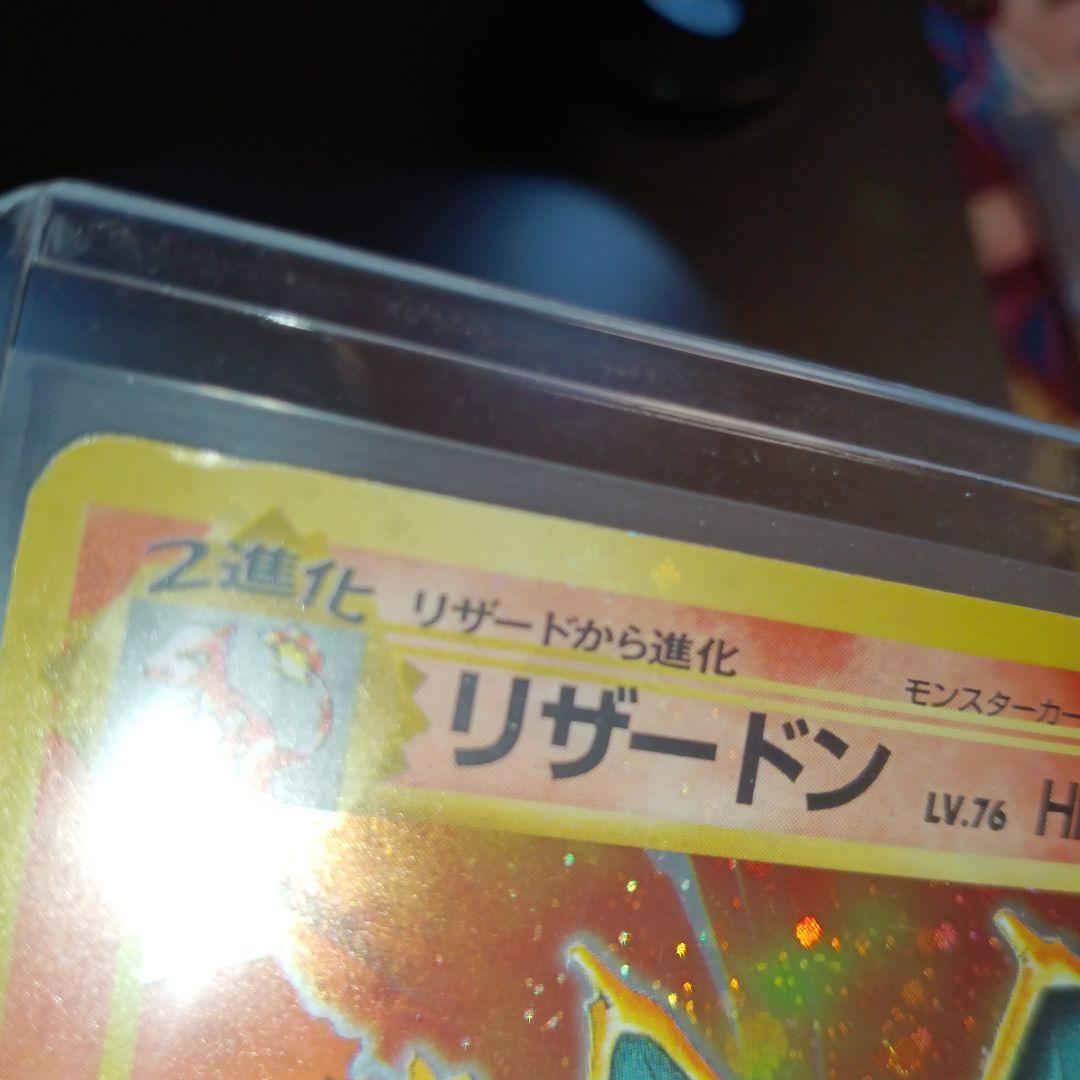 2進化
リザードから進化
モンスターカー
リザードン
LV.76
H